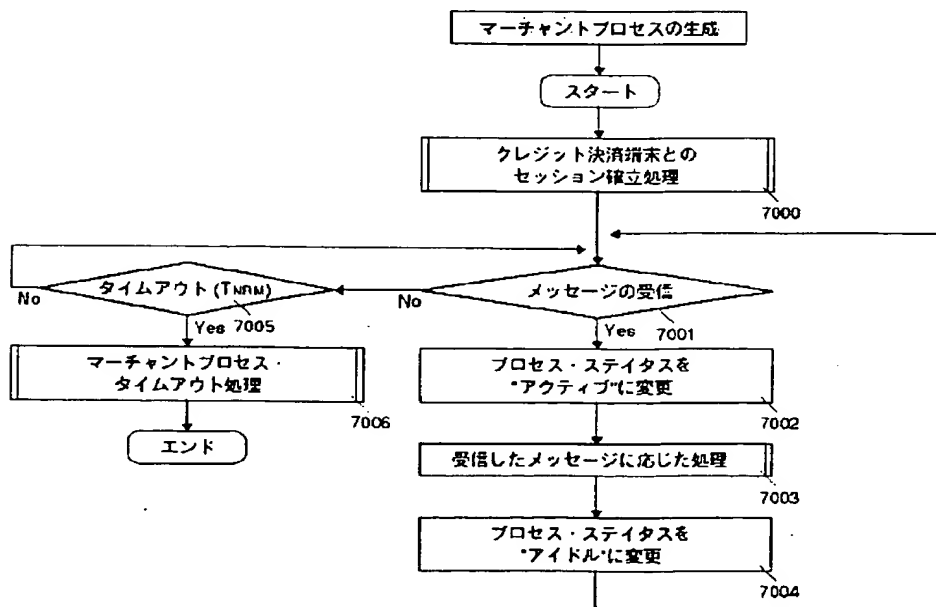 マーチャントプロセスの生成
スタート
クレジット決済端末との
セッション確立処理
7000
メッセージの受信
No
Yes
7001
タイムアウト (TNRM)
No
Yes
7005
マーチャントプロセス・
タイムアウト処理
7006
エンド
プロセス・ステイタスを
"アクティブ"に変更
7002
受信したメッセージに応じた処理
7003
プロセス・ステイタスを
"アイドル"に変更
7004